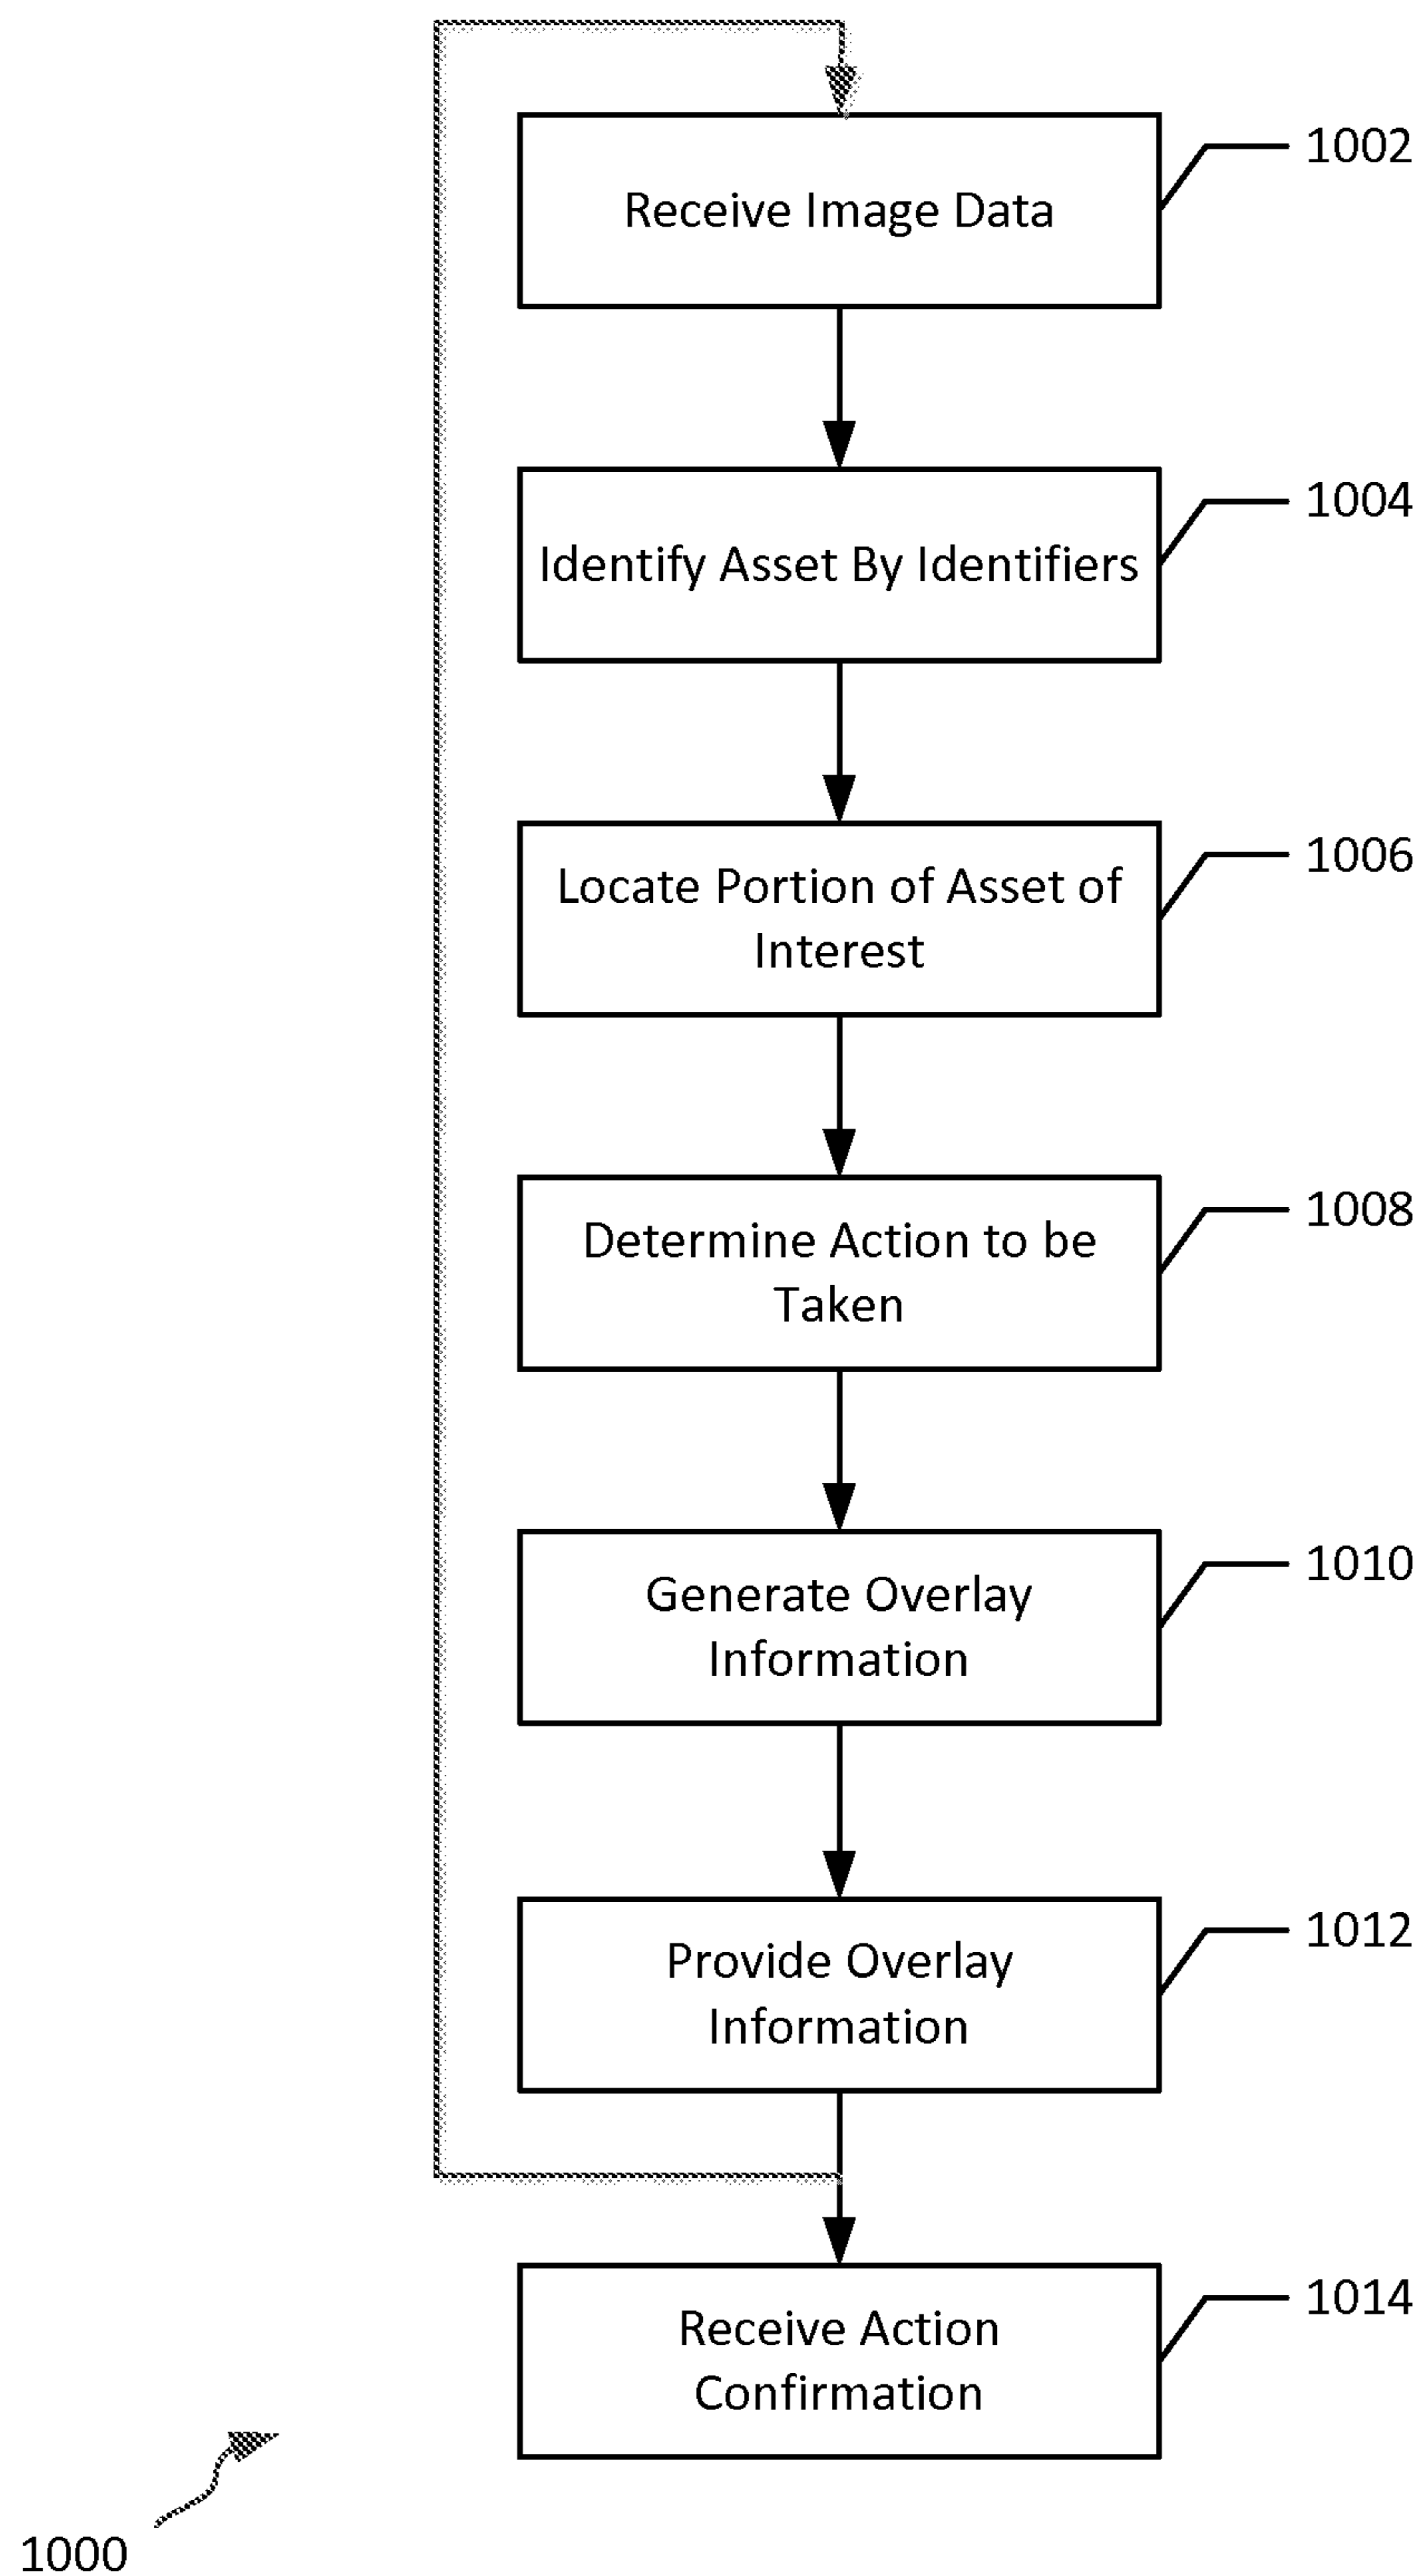 1002
Receive Image Data
1004
Identify Asset By Identifiers
1006
Locate Portion of Asset of
Interest
1008
Determine Action to be
Taken
1010
Generate Overlay
Information
1012
Provide Overlay
Information
1014
Receive Action
Confirmation
1000